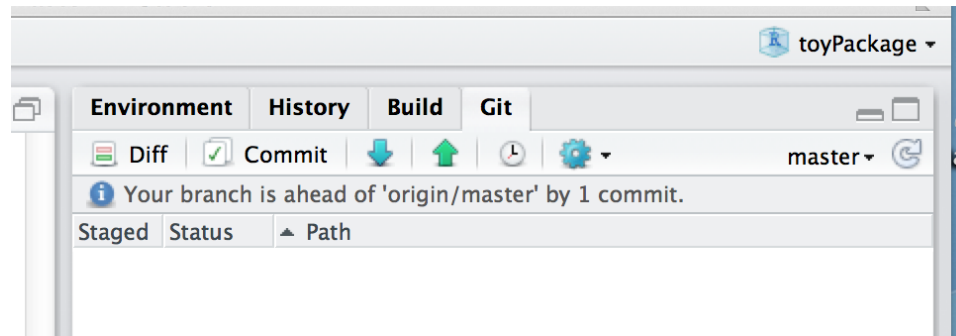 toyPackage
Environment History Build Git
Diff Commit master
Your branch is ahead of 'origin/master' by 1 commit.
Staged Status Path